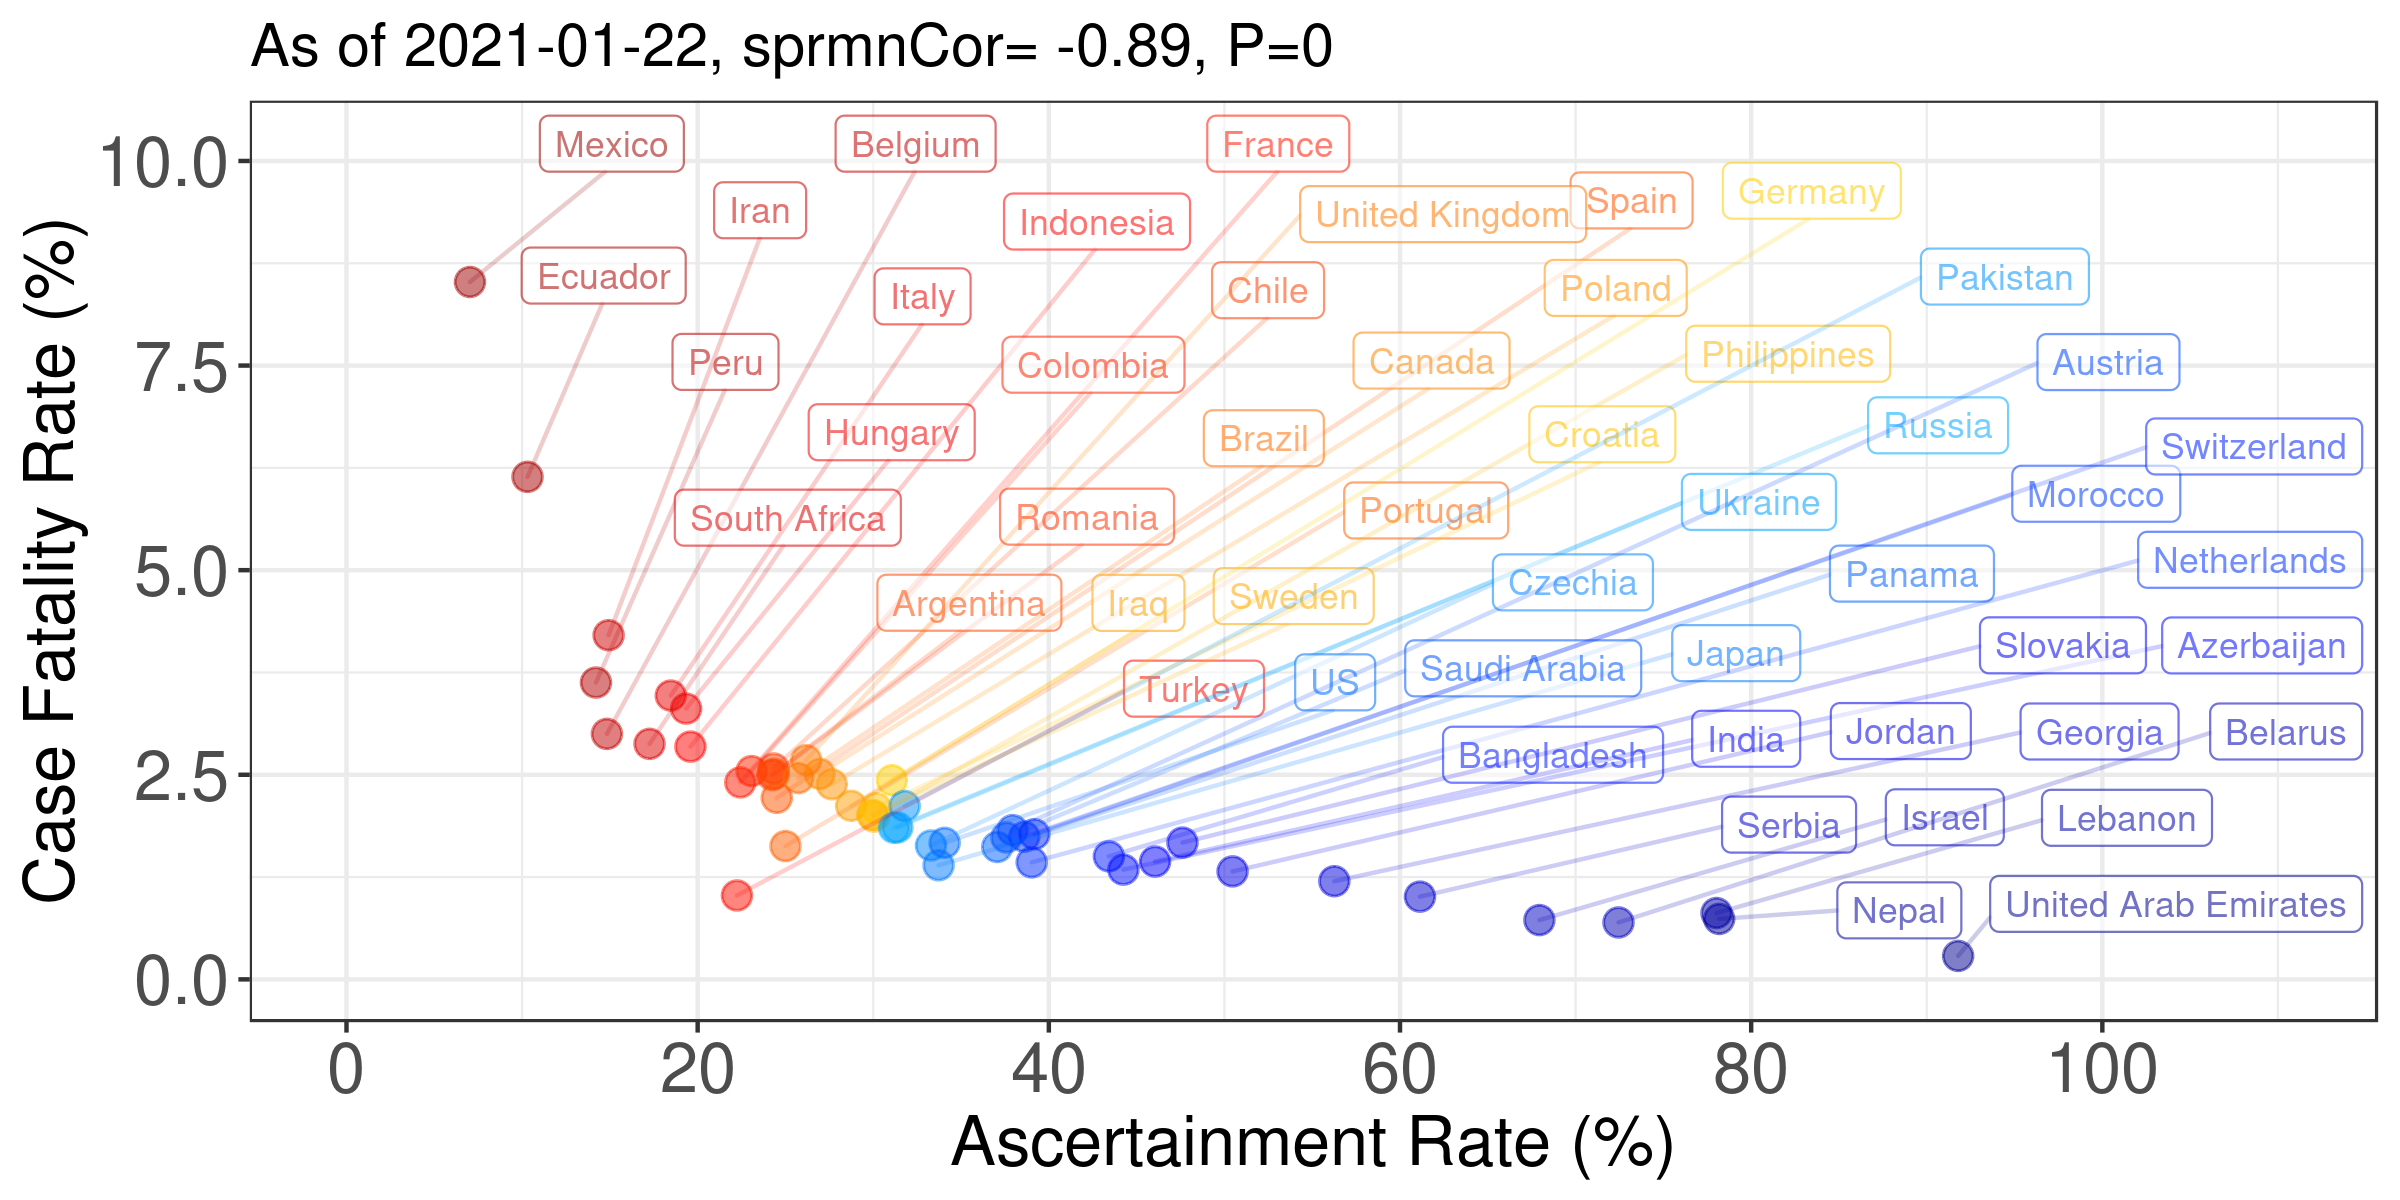 As of 2021-01-22, sprmnCor= -0.89, P=0
Case Fatality Rate (%)
10.0
7.5
5.0
2.5
0.0
Mexico
Belgium
France
Iran
Indonesia
United Kingdom
Spain
Germany
Ecuador
Italy
Chile
Poland
Pakistan
Peru
Colombia
Canada
Philippines
Austria
Hungary
Brazil
Croatia
Russia
Switzerland
South Africa
Romania
Portugal
Ukraine
Morocco
Argentina
Iraq
Sweden
Czechia
Panama
Netherlands
Turkey
US
Saudi Arabia
Japan
Slovakia
Azerbaijan
Bangladesh
India
Jordan
Georgia
Belarus
Serbia
Israel
Lebanon
Nepal
United Arab Emirates
0
20
40
60
80
100
Ascertainment Rate (%)